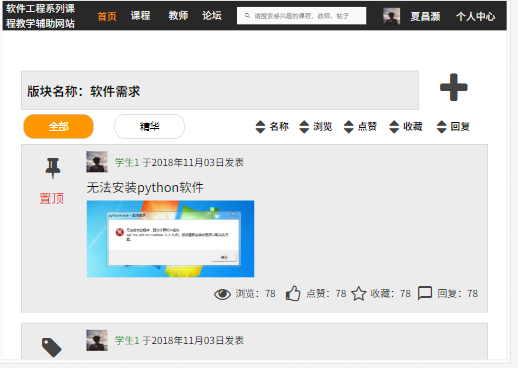 软件工程系列课
程教学辅助网站
首页 课程 教师 论坛
请搜索感兴趣的课程，教师，帖子
夏昌灏 个人中心
版块名称：软件需求
全部 精华
名称 浏览 点赞 收藏 回复
学生1 于2018年11月03日发表
置顶
无法安装python软件
浏览：78 点赞：78 收藏：78 回复：78
学生1 于2018年11月03日发表